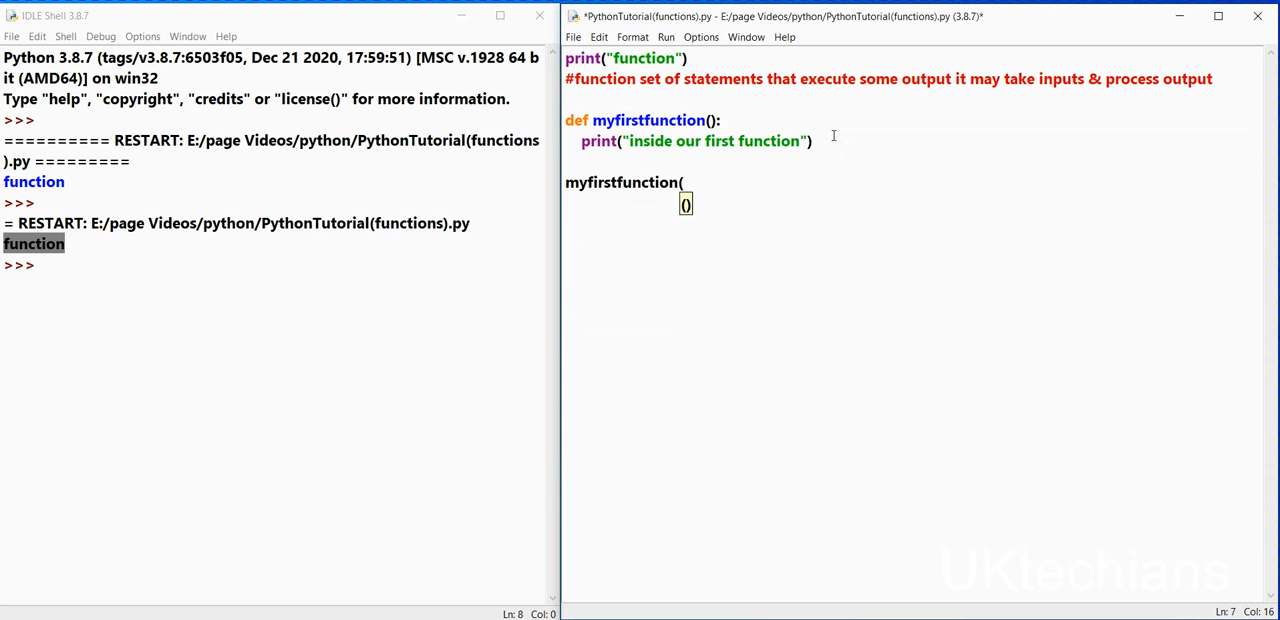 IDLE Shell 3.8.7
File Edit Shell Debug Options Window Help
Python 3.8.7 (tags/v3.8.7:6503f05, Dec 21 2020, 17:59:51) [MSC v.1928 64 b
it (AMD64)] on win32
Type "help", "copyright", "credits" or "license()" for more information.
>>>
========== RESTART: E:/page Videos/python/PythonTutorial(functions
).py =========
function
>>>
= RESTART: E:/page Videos/python/PythonTutorial(functions).py
function
>>>
Ln: 8 Col: 0
*PythonTutorial(functions).py - E:/page Videos/python/PythonTutorial(functions).py (3.8.7)*
File Edit Format Run Options Window Help
print("function")
#function set of statements that execute some output it may take inputs & process output
def myfirstfunction():
print("inside our first function")
myfirstfunction(
()
UKtechians
Ln: 7 Col: 16